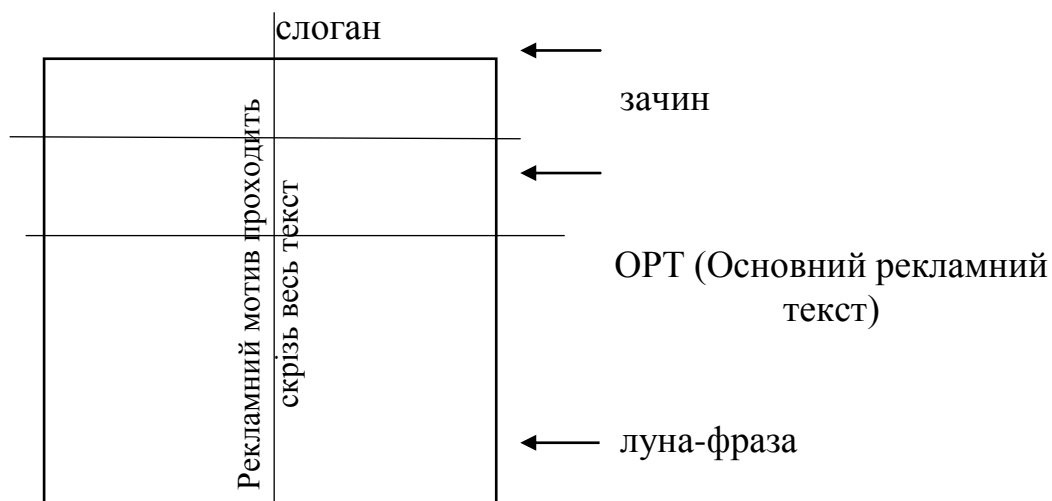 слоган
зачин
Рекламний мотив проходить
скрізь весь текст
ОРТ (Основний рекламний
текст)
луна-фраза